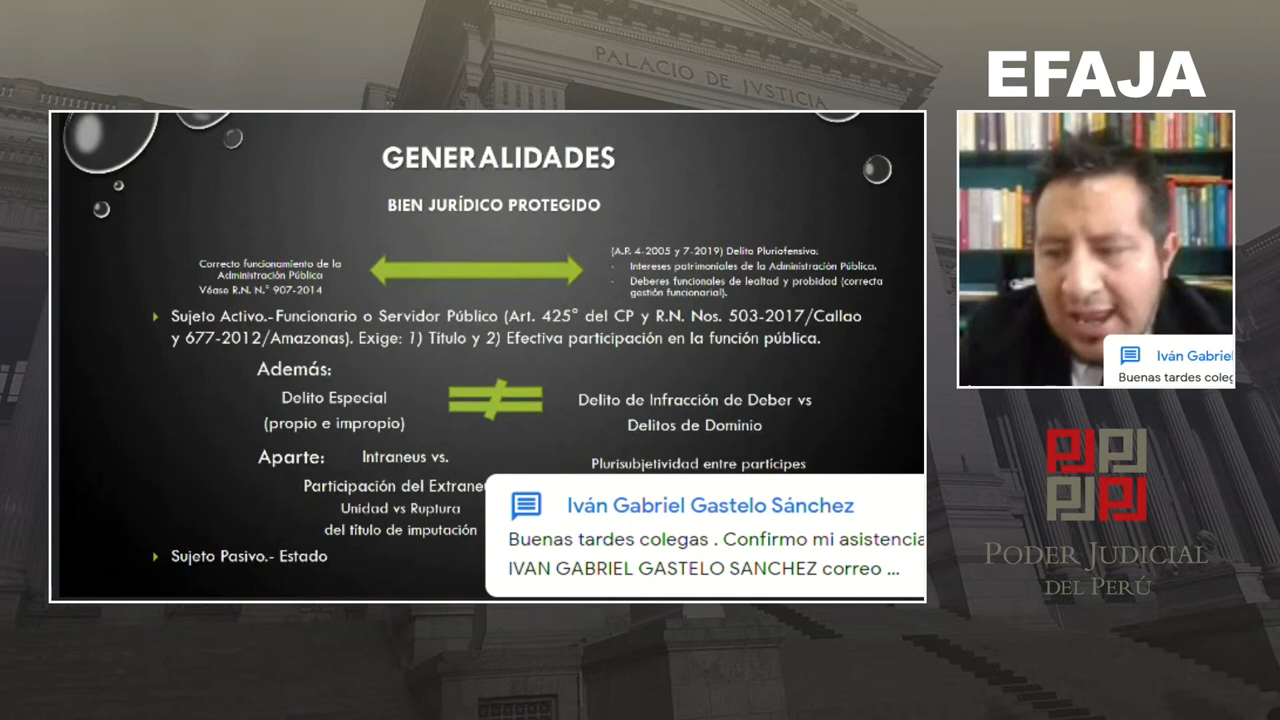 PALACIO DE JVSTICIA
EFAJA
GENERALIDADES
BIEN JURÍDICO PROTEGIDO
Correcto funcionamiento de la
Administración Pública
Véase R.N. N.° 907-2014
(A.P. 4-2005 y 7-2019) Delito Pluriofensivo:
Intereses patrimoniales de la Administración Pública.
Deberes funcionales de lealtad y probidad (correcta
gestión funcionarial).
Sujeto Activo.- Funcionario o Servidor Público (Art. 425° del CP y R.N. Nos. 503-2017/Callao
y 677-2012/Amazonas). Exige: 1) Título y 2) Efectiva participación en la función pública.
Además:
Delito Especial
(propio e impropio)
Delito de Infracción de Deber vs
Delitos de Dominio
Aparte:
Intraneus vs.
Participación del Extraneu
Unidad vs Ruptura
del título de imputación
Plurisubjetividad entre partícipes
Sujeto Pasivo.- Estado
Iván Gabriel Gastelo Sánchez
Buenas tardes colegas . Confirmo mi asistencia
IVAN GABRIEL GASTELO SANCHEZ correo ...
Iván Gabriel
Buenas tardes coleg
PODER JUDICIAL
DEL PERÚ